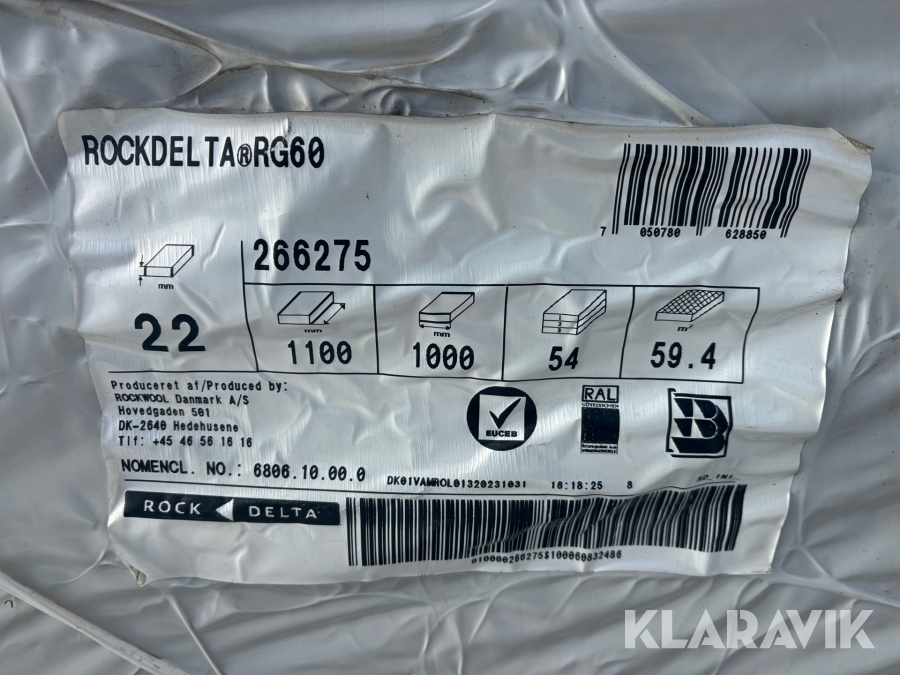 ROCKDELTA®RG60
7 050780 628850
266275
mm
22
mm
1100
mm
1000
54
m²
59.4
Produceret af/Produced by:
ROCKWOOL Danmark A/S
Hovedgaden 501
DK-2640 Hedehusene
Tlf: +45 46 56 16 16
EUCEB
RAL
NOMENCL. NO.: 6806.10.00.0
DK01VAMROL01320231031 16:18:25 8
ROCK DELTA
010000266275$100060832486
KLARAVIK